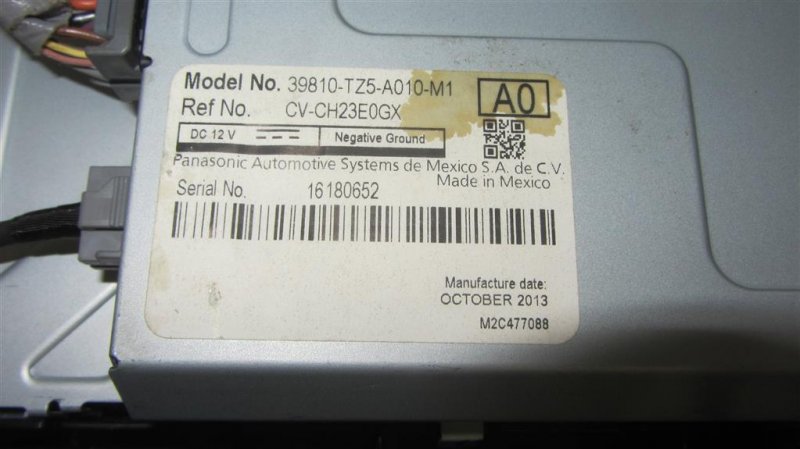 Model No. 39810-TZ5-A010-M1
A0
Ref No. CV-CH23E0GX
DC 12 V Negative Ground
Panasonic Automotive Systems de Mexico S.A. de C.V.
Made in Mexico
Serial No. 16180652
Manufacture date:
OCTOBER 2013
M2C477088